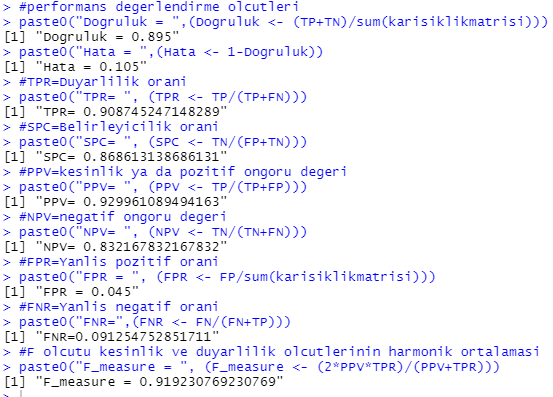 > #performans degerlendirme olcutleri
> paste0("Dogruluk = ",(Dogruluk <- (TP+TN)/sum(karisiklikmatrisi)))
[1] "Dogruluk = 0.895"
> paste0("Hata = ",(Hata <- 1-Dogruluk))
[1] "Hata = 0.105"
> #TPR=Duyarlilik orani
> paste0("TPR= ", (TPR <- TP/(TP+FN)))
[1] "TPR= 0.908745247148289"
> #SPC=Belirleyicilik orani
> paste0("SPC= ", (SPC <- TN/(FP+TN)))
[1] "SPC= 0.868613138686131"
> #PPV=kesinlik ya da pozitif ongoru degeri
> paste0("PPV= ", (PPV <- TP/(TP+FP)))
[1] "PPV= 0.929961089494163"
> #NPV=negatif ongoru degeri
> paste0("NPV= ", (NPV <- TN/(TN+FN)))
[1] "NPV= 0.832167832167832"
> #FPR=Yanlis pozitif orani
> paste0("FPR = ", (FPR <- FP/sum(karisiklikmatrisi)))
[1] "FPR = 0.045"
> #FNR=Yanlis negatif orani
> paste0("FNR=",(FNR <- FN/(FN+TP)))
[1] "FNR=0.091254752851711"
> #F olcutu kesinlik ve duyarlilik olcutlerinin harmonik ortalamasi
> paste0("F_measure = ", (F_measure <- (2*PPV*TPR)/(PPV+TPR)))
[1] "F_measure = 0.919230769230769"
>